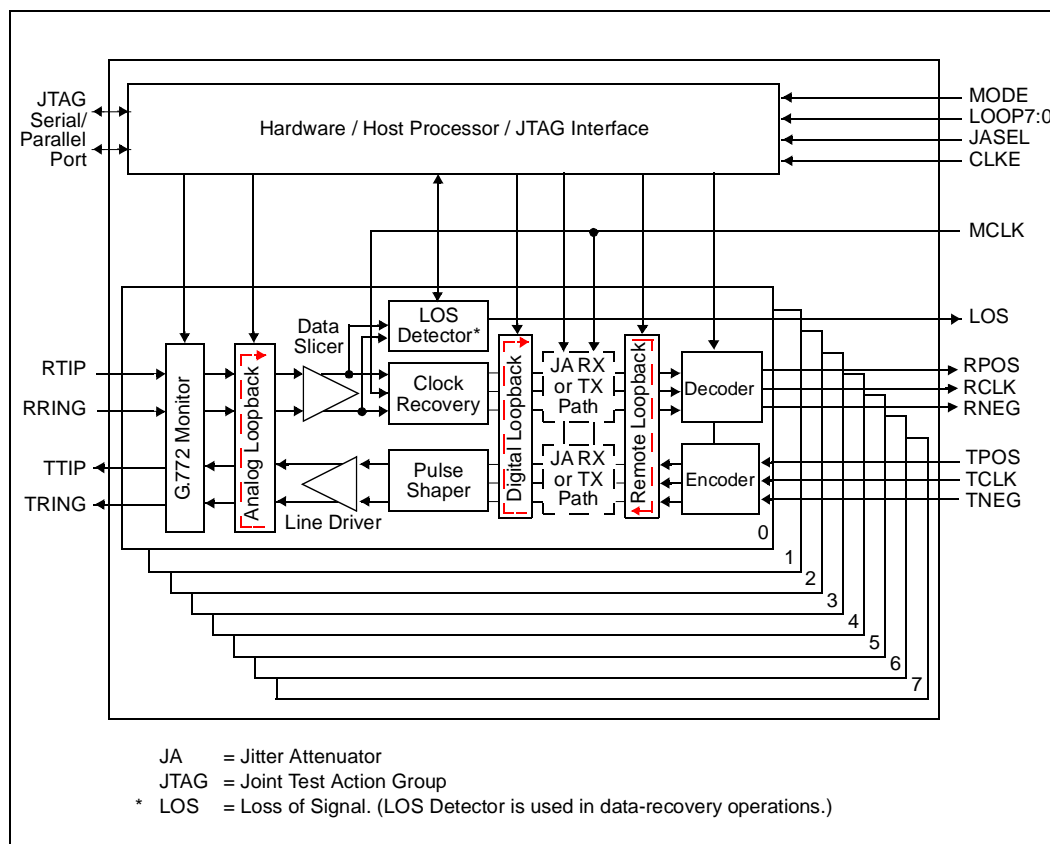 JTAG
Serial/
Parallel
Port
Hardware / Host Processor / JTAG Interface
MODE
LOOP7:0
JASEL
CLKE
MCLK
LOS
Data
Slicer
LOS
Detector*
RTIP
RRING
TTIP
TRING
G.772 Monitor
Analog Loopback
Clock
Recovery
Digital Loopback
JA RX
or TX
Path
Remote Loopback
Decoder
RPOS
RCLK
RNEG
Line Driver
Pulse
Shaper
JA RX
or TX
Path
Encoder
TPOS
TCLK
TNEG
0
1
2
3
4
5
6
7
JA = Jitter Attenuator
JTAG = Joint Test Action Group
* LOS = Loss of Signal. (LOS Detector is used in data-recovery operations.)